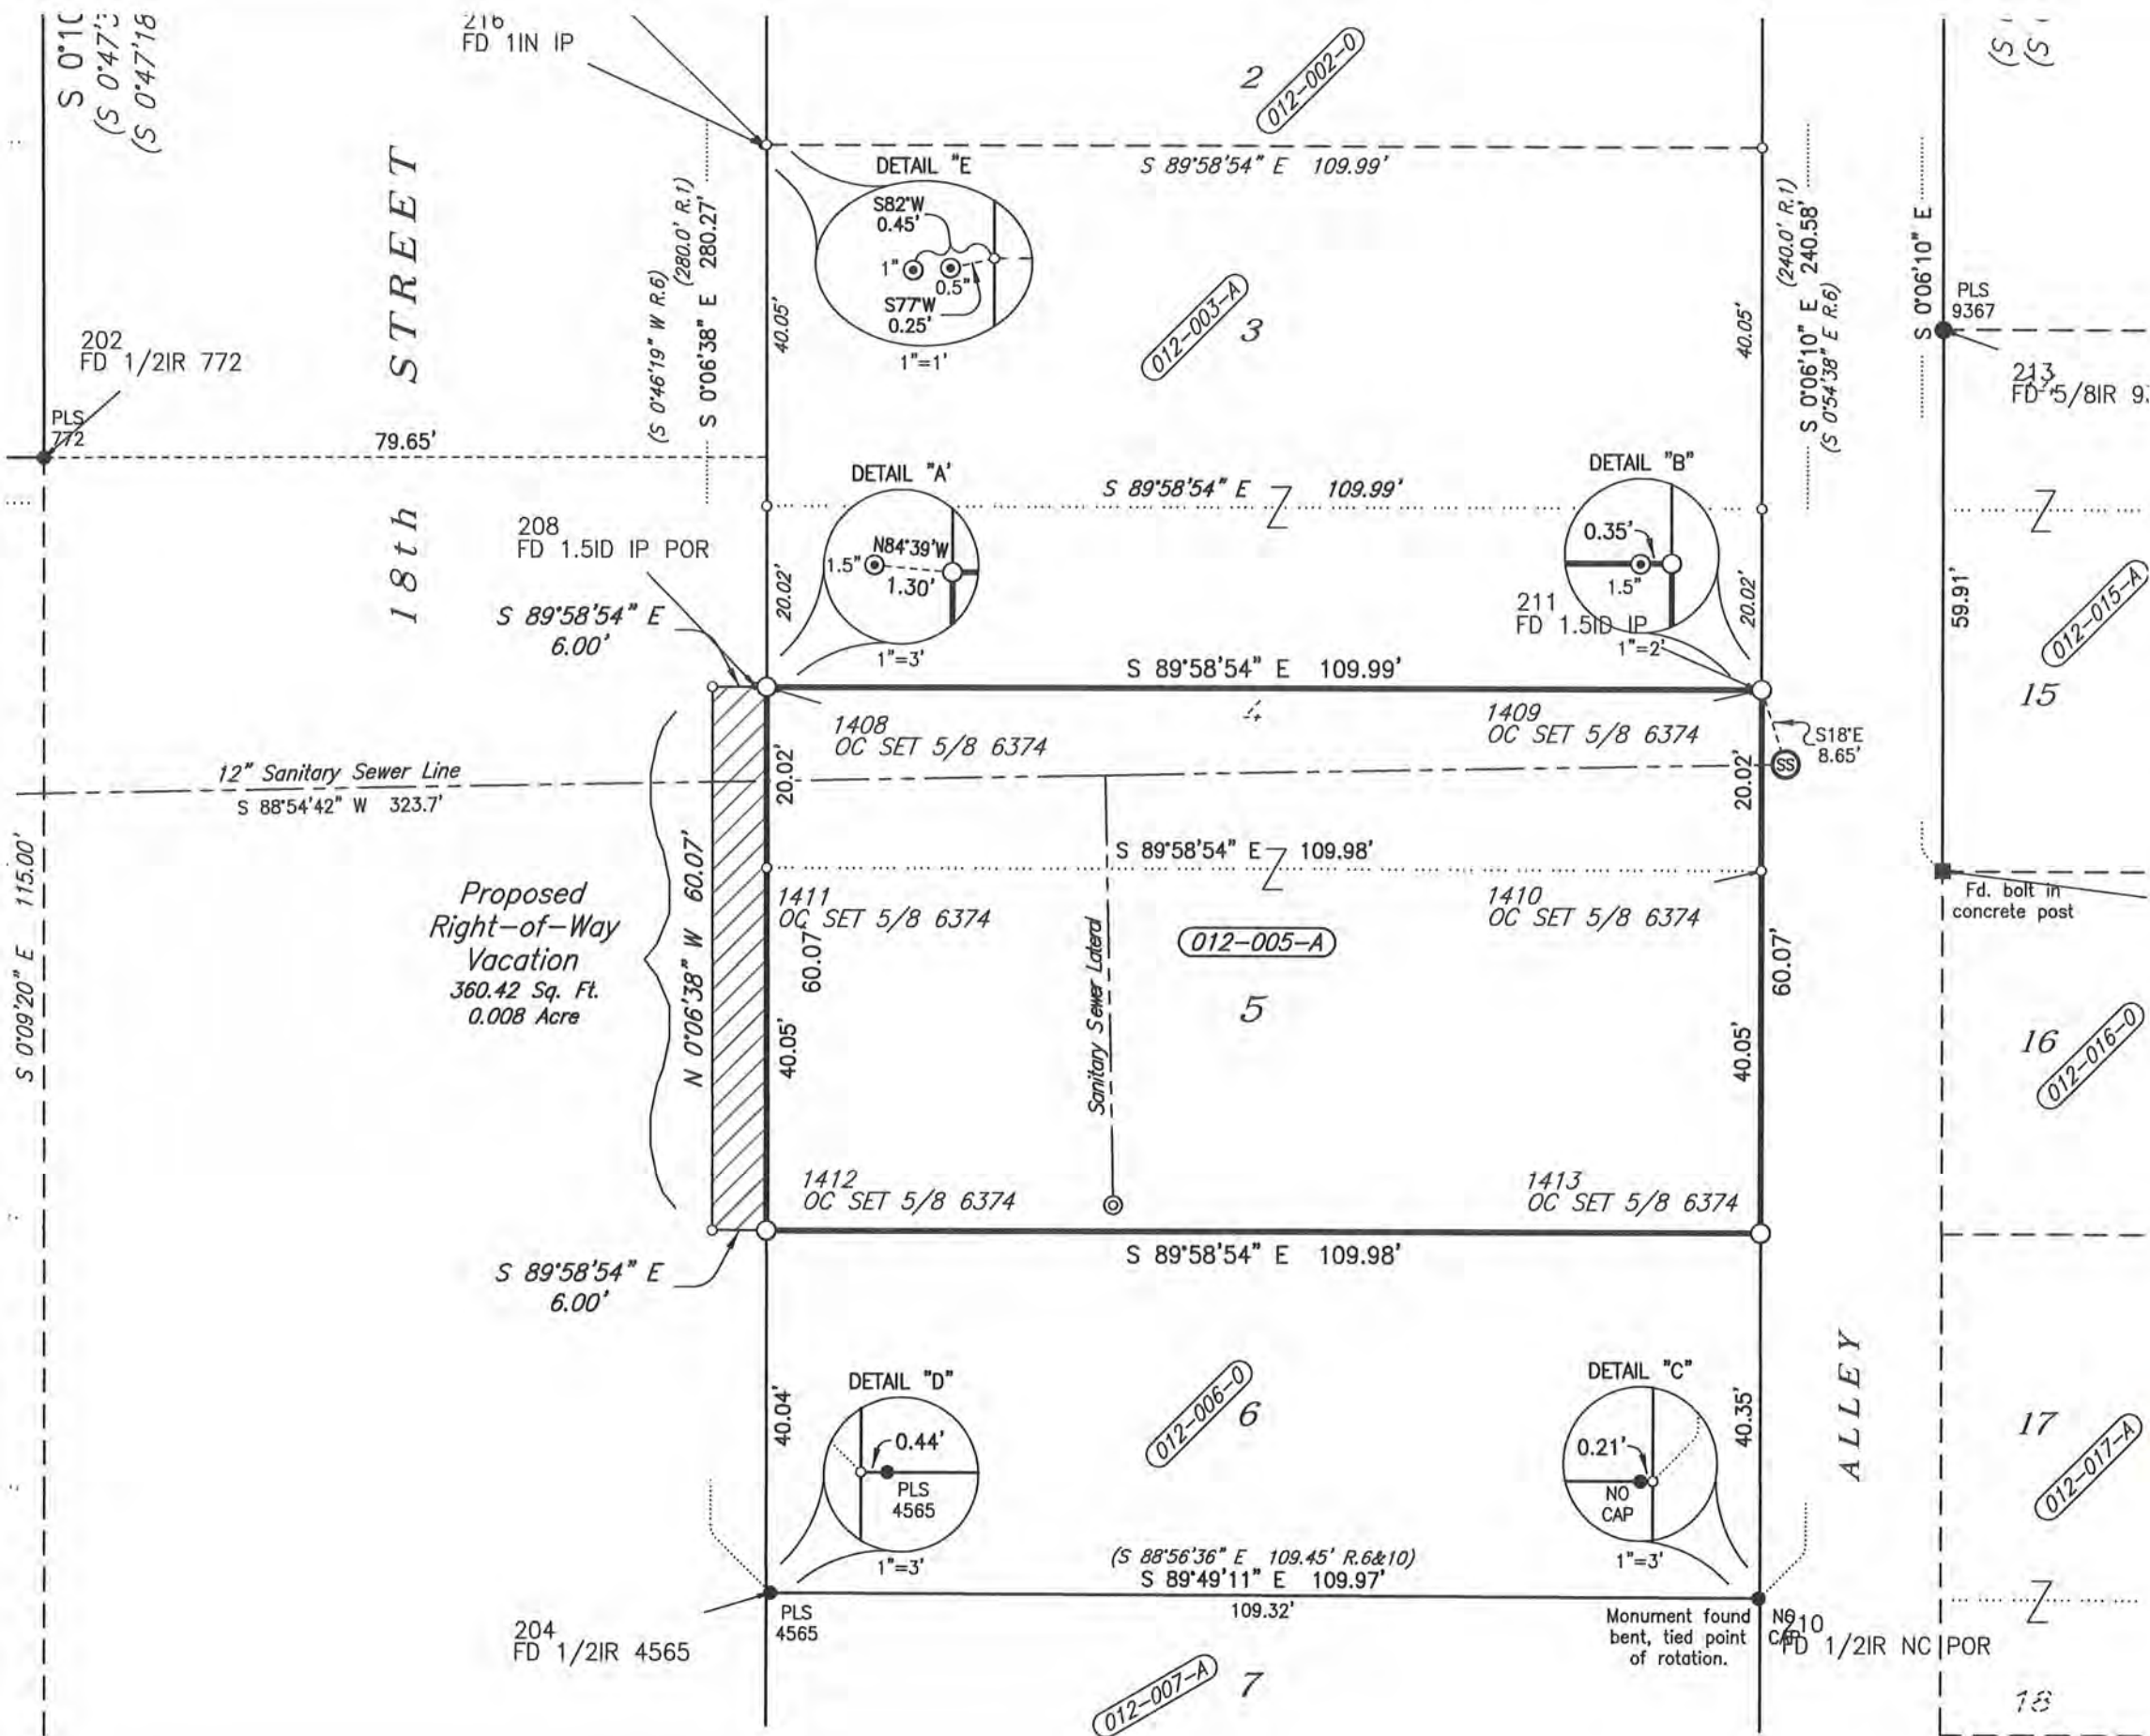 (S 0°47'18
216
FD 1IN IP
2
012-002-0
S 89°58'54" E 109.99'
DETAIL "E
S82°W
0.45'
1"
0.5"
S77°W
0.25'
1"=1'
18th STREET
(S 0°46'19" W R.6)
(280.0' R.1)
S 0°06'38" E 280.27'
40.05'
012-003-A
3
40.05'
(240.0' R.1)
S 0°06'10" E 240.58'
(S 0°54'38" E R.6)
S 0°06'10" E
PLS
9367
213
202
FD 1/2IR 772
PLS
772
79.65'
DETAIL "A'
N84°39'W
1.5"
1.30'
1"=3'
S 89°58'54" E 109.99'
DETAIL "B"
0.35'
1.5"
1"=2'
211
FD 1.5ID IP
208
FD 1.5ID IP POR
20.02'
20.02'
59.91'
012-015-A
15
S 89°58'54" E
6.00'
S 89°58'54" E 109.99'
1408
OC SET 5/8 6374
1409
OC SET 5/8 6374
S18°E
8.65'
SS
12" Sanitary Sewer Line
S 88°54'42" W 323.7'
20.02'
20.02'
S 89°58'54" E 109.98'
S 0°09'20" E 115.00'
Proposed
Right-of-Way
Vacation
360.42 Sq. Ft.
0.008 Acre
N 0°06'38" W 60.07'
1411
OC SET 5/8 6374
1410
OC SET 5/8 6374
Fd. bolt in
concrete post
60.07'
Sanitary Sewer Lateral
012-005-A
5
60.07'
40.05'
40.05'
16
012-016-0
1412
OC SET 5/8 6374
1413
OC SET 5/8 6374
S 89°58'54" E
6.00'
S 89°58'54" E 109.98'
40.04'
DETAIL "D"
0.44'
PLS
4565
1"=3'
012-006-0
6
DETAIL "C"
0.21'
NO
CAP
1"=3'
40.35'
ALLEY
17
012-017-A
(S 88°56'36" E 109.45' R.6&10)
S 89°49'11" E 109.97'
109.32'
204
FD 1/2IR 4565
PLS
4565
Monument found
bent, tied point
of rotation.
NO
CAP
210
FD 1/2IR NC POR
012-007-A
7
18